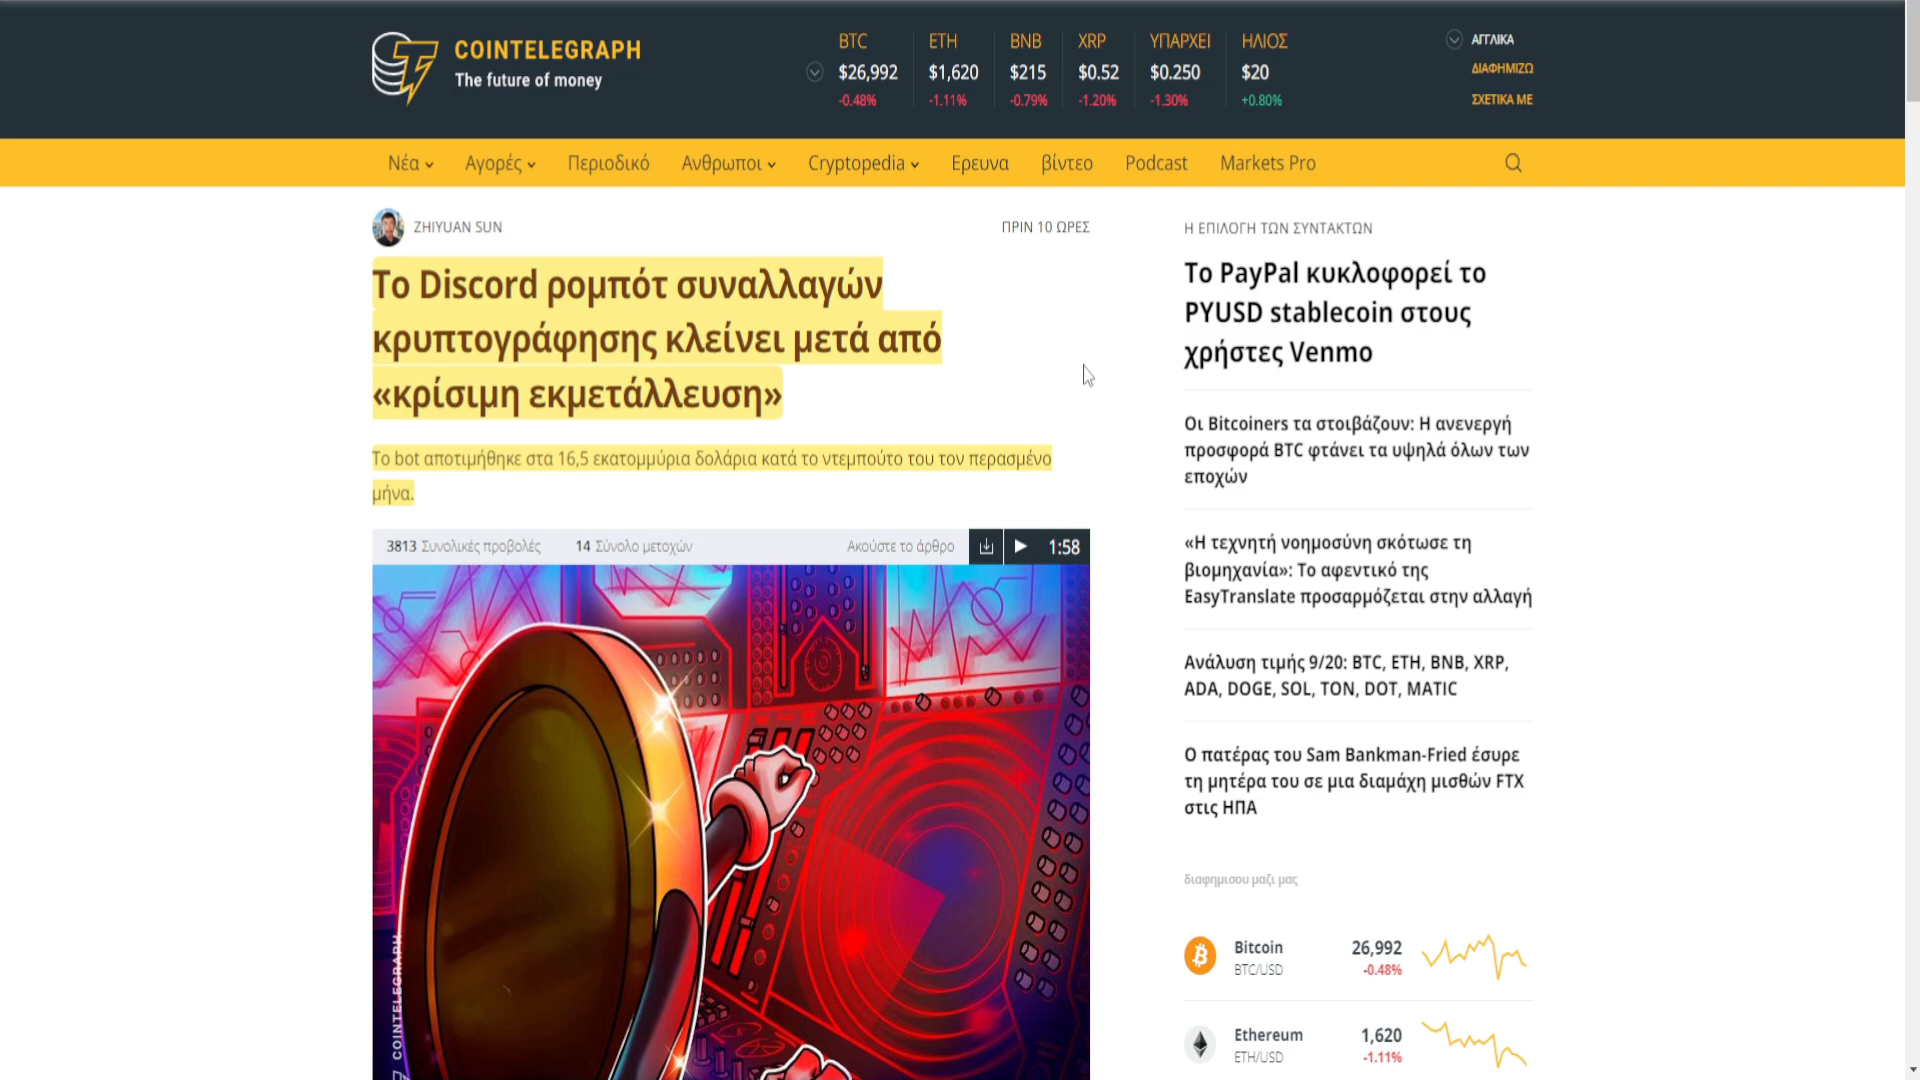 COINTELEGRAPH
The future of money
BTC
$26,992
-0.48%
ETH
$1,620
-1.11%
BNB
$215
-0.79%
XRP
$0.52
-1.20%
ΥΠΑΡΧΕΙ
$0.250
-1.30%
ΗΛΙΟΣ
$20
+0.80%
ΑΓΓΛΙΚΑ
ΔΙΑΦΗΜΙΖΩ
ΣΧΕΤΙΚΑ ΜΕ
Νέα
Αγορές
Περιοδικό
Ανθρωποι
Cryptopedia
Ερευνα
βίντεο
Podcast
Markets Pro
ZHIYUAN SUN
ΠΡΙΝ 10 ΩΡΕΣ
Το Discord ρομπότ συναλλαγών
κρυπτογράφησης κλείνει μετά από
«κρίσιμη εκμετάλλευση»
Το bot αποτιμήθηκε στα 16,5 εκατομμύρια δολάρια κατά το ντεμπούτο του τον περασμένο
μήνα.
3813 Συνολικές προβολές
14 Σύνολο μετοχών
Ακούστε το άρθρο
1:58
COINTELEGRAPH
Η ΕΠΙΛΟΓΗ ΤΩΝ ΣΥΝΤΑΚΤΩΝ
Το PayPal κυκλοφορεί το
PYUSD stablecoin στους
χρήστες Venmo
Οι Bitcoiners τα στοιβάζουν: Η ανενεργή
προσφορά BTC φτάνει τα υψηλά όλων των
εποχών
«Η τεχνητή νοημοσύνη σκότωσε τη
βιομηχανία»: Το αφεντικό της
EasyTranslate προσαρμόζεται στην αλλαγή
Ανάλυση τιμής 9/20: BTC, ETH, BNB, XRP,
ADA, DOGE, SOL, TON, DOT, MATIC
Ο πατέρας του Sam Bankman-Fried έσυρε
τη μητέρα του σε μια διαμάχη μισθών FTX
στις ΗΠΑ
διαφημισου μαζι μας
Bitcoin
BTC/USD
26,992
-0.48%
Ethereum
ETH/USD
1,620
-1.11%